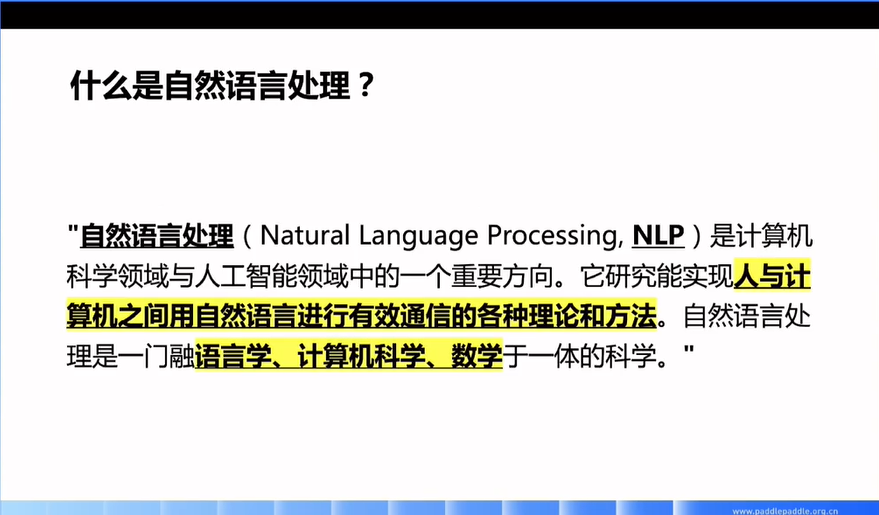 什么是自然语言处理？
"自然语言处理（Natural Language Processing, NLP）是计算机
科学领域与人工智能领域中的一个重要方向。它研究能实现人与计
算机之间用自然语言进行有效通信的各种理论和方法。自然语言处
理是一门融语言学、计算机科学、数学于一体的科学。"
www.paddlepaddle.org.cn